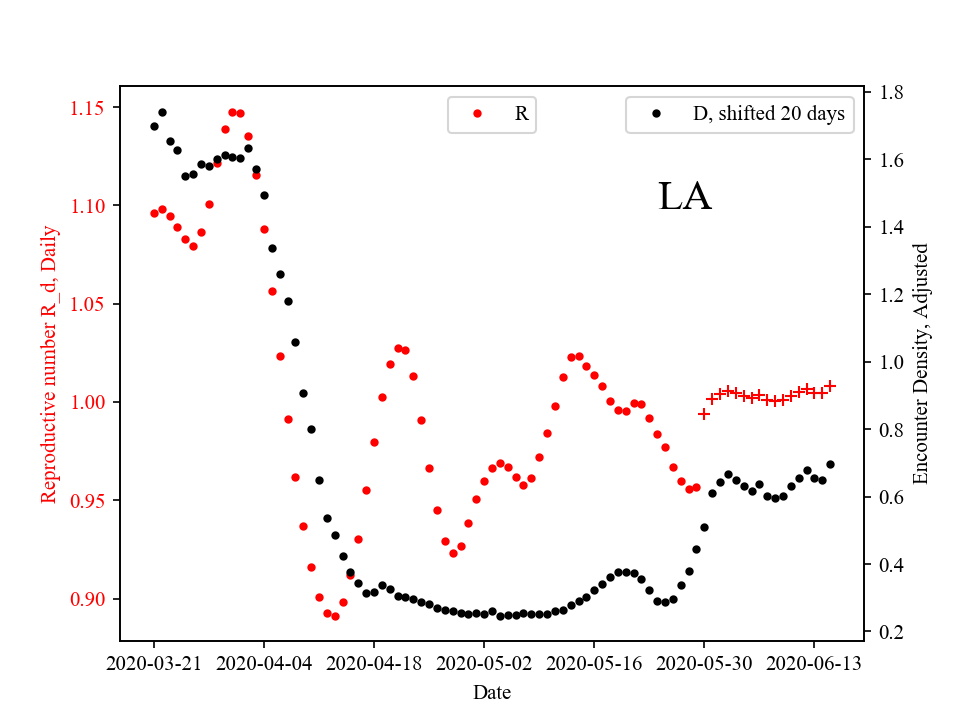 R
D, shifted 20 days
LA
Reproductive number R_d, Daily
1.15
1.10
1.05
1.00
0.95
0.90
1.8
1.6
1.4
1.2
1.0
0.8
0.6
0.4
0.2
Encounter Density, Adjusted
2020-03-21 2020-04-04 2020-04-18 2020-05-02 2020-05-16 2020-05-30 2020-06-13
Date